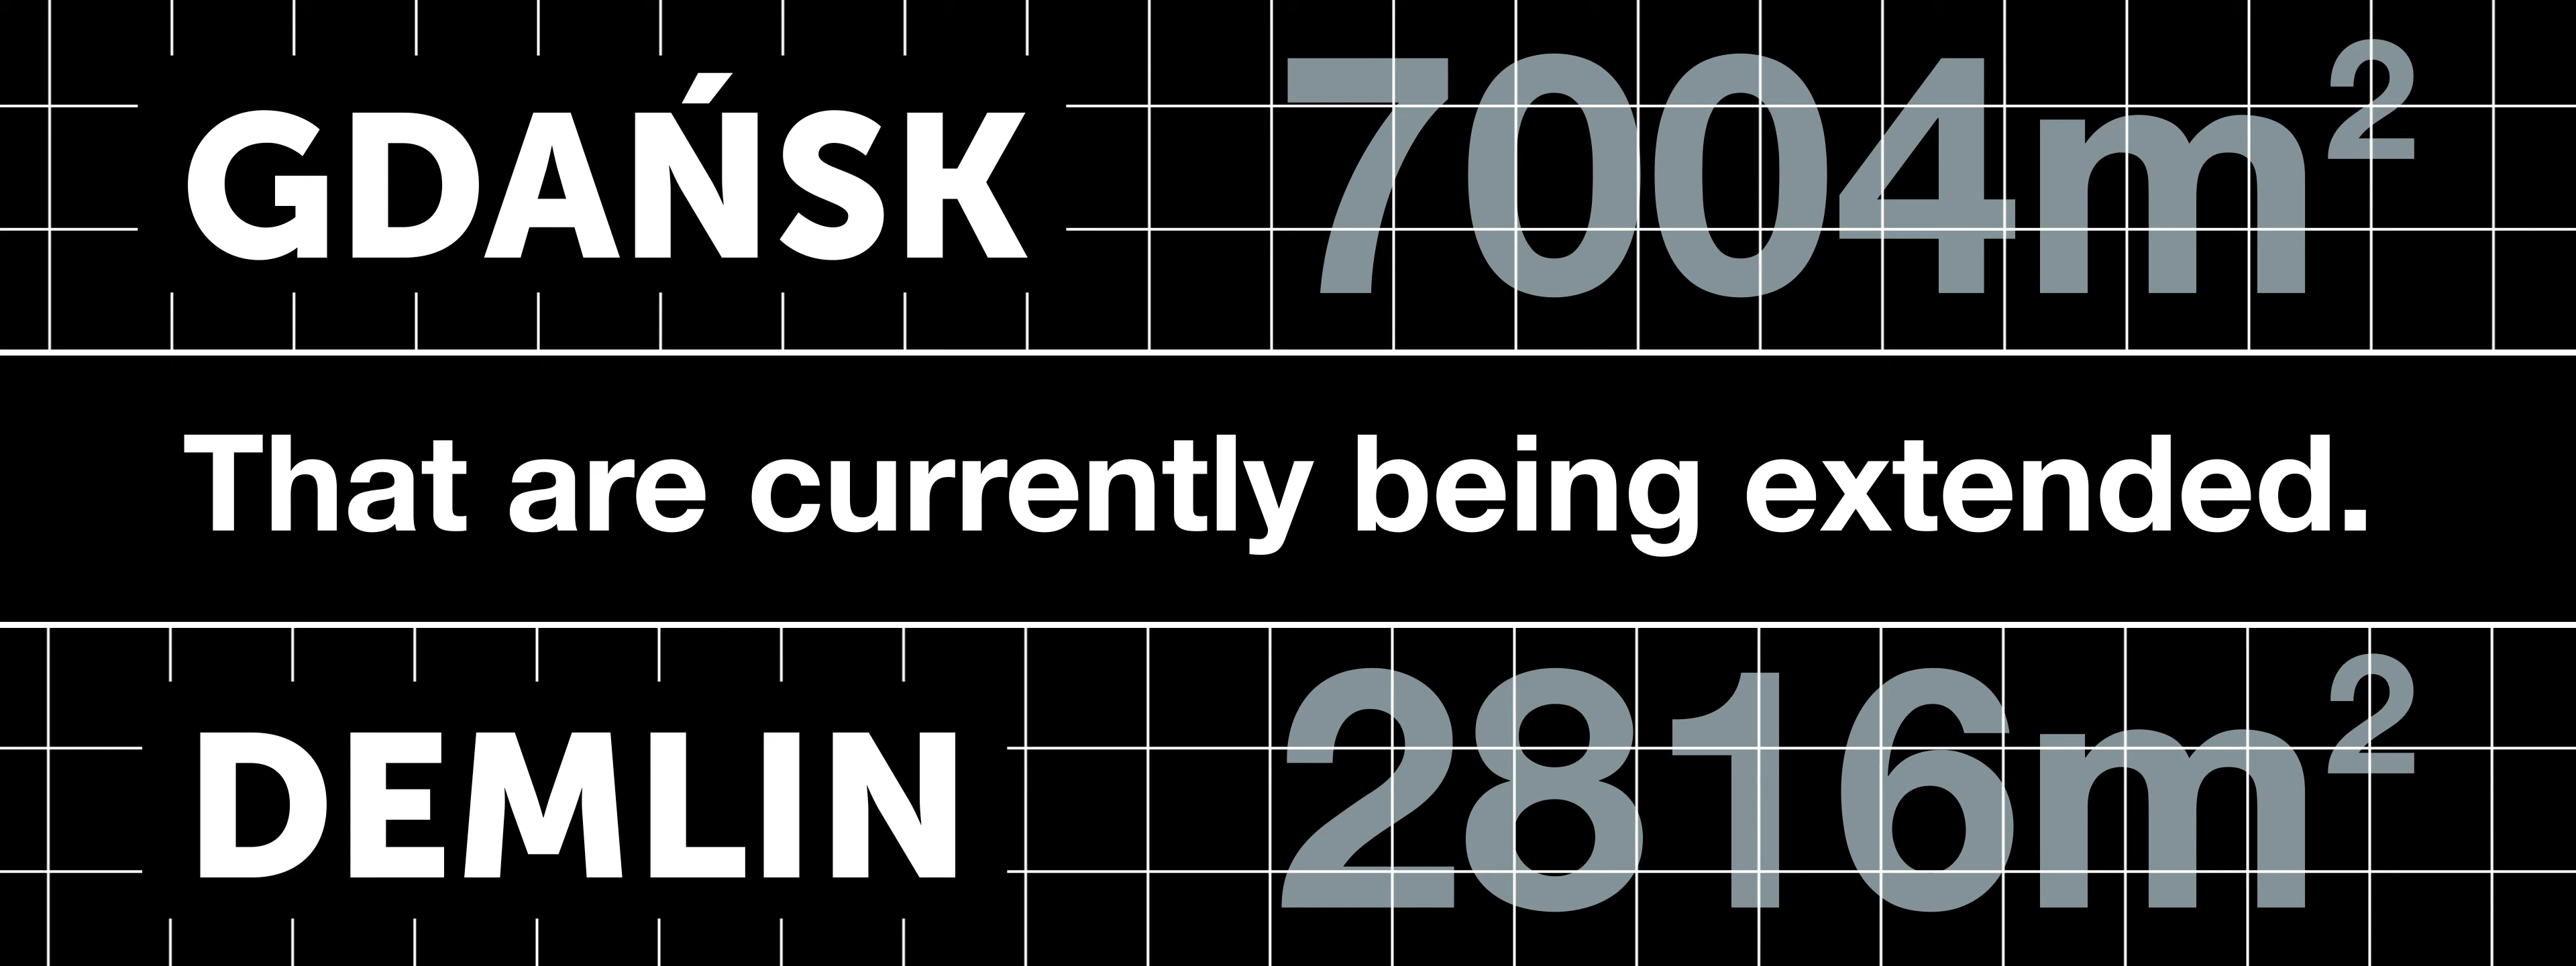 GDAŃSK 7004m²
That are currently being extended.
DEMLIN 2816m²